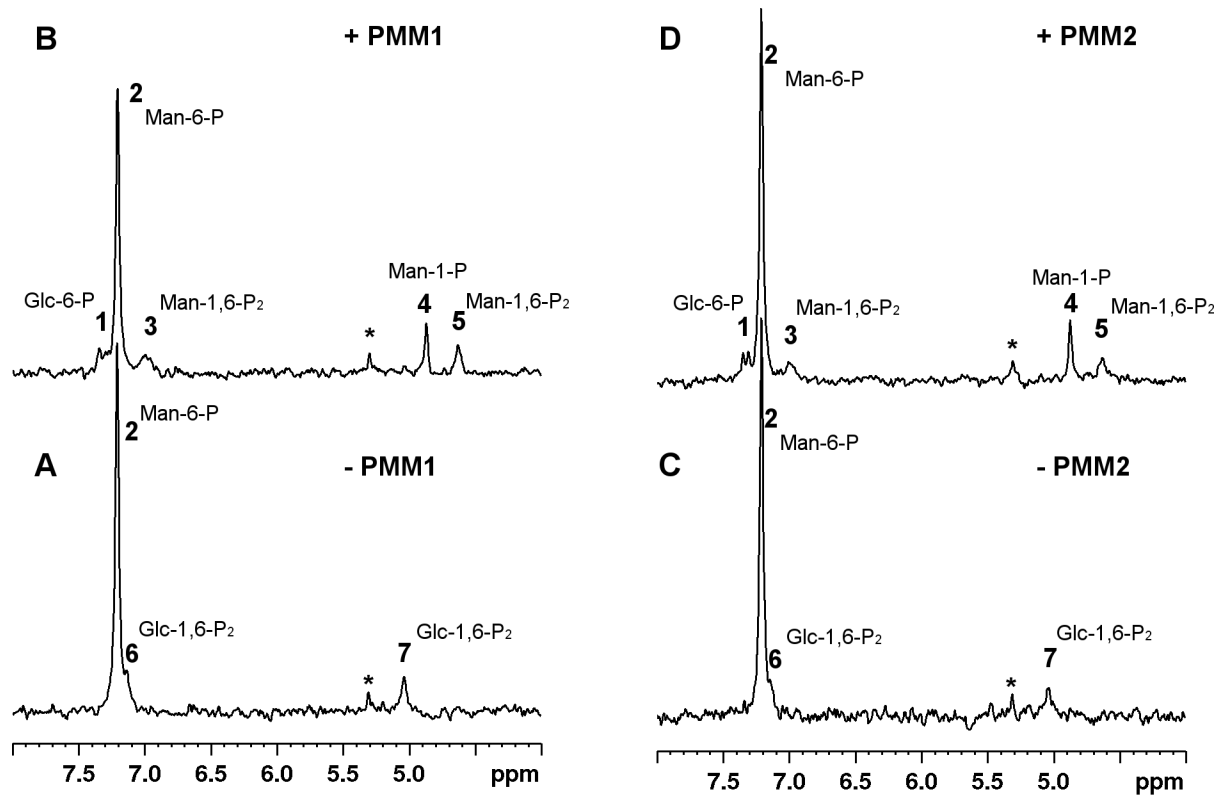 B
+ PMM1
2
Man-6-P
Glc-6-P
1
Man-1,6-P2
3
*
Man-1-P
4
Man-1,6-P2
5
A
- PMM1
Man-6-P
2
Glc-1,6-P2
6
*
Glc-1,6-P2
7
7.5 7.0 6.5 6.0 5.5 5.0 ppm
D
+ PMM2
2
Man-6-P
Glc-6-P
1
Man-1,6-P2
3
*
Man-1-P
4
Man-1,6-P2
5
C
- PMM2
2
Man-6-P
Glc-1,6-P2
6
*
Glc-1,6-P2
7
7.5 7.0 6.5 6.0 5.5 5.0 ppm